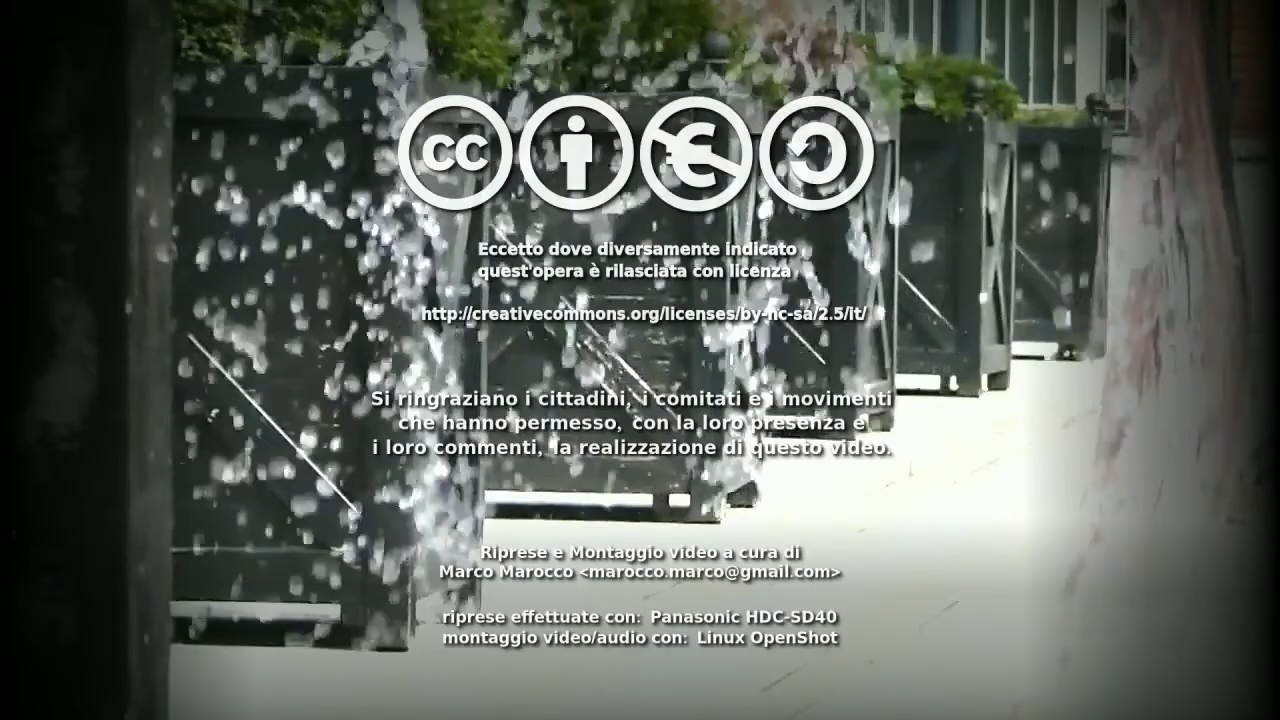 cc
Eccetto dove diversamente indicato
quest'opera è rilasciata con licenza
http://creativecommons.org/licenses/by-nc-sa/2.5/it/
Si ringraziano i cittadini, i comitati e i movimenti
che hanno permesso, con la loro presenza e
i loro commenti, la realizzazione di questo video.
Riprese e Montaggio video a cura di
Marco Marocco <marocco.marco@gmail.com>
riprese effettuate con: Panasonic HDC-SD40
montaggio video/audio con: Linux OpenShot